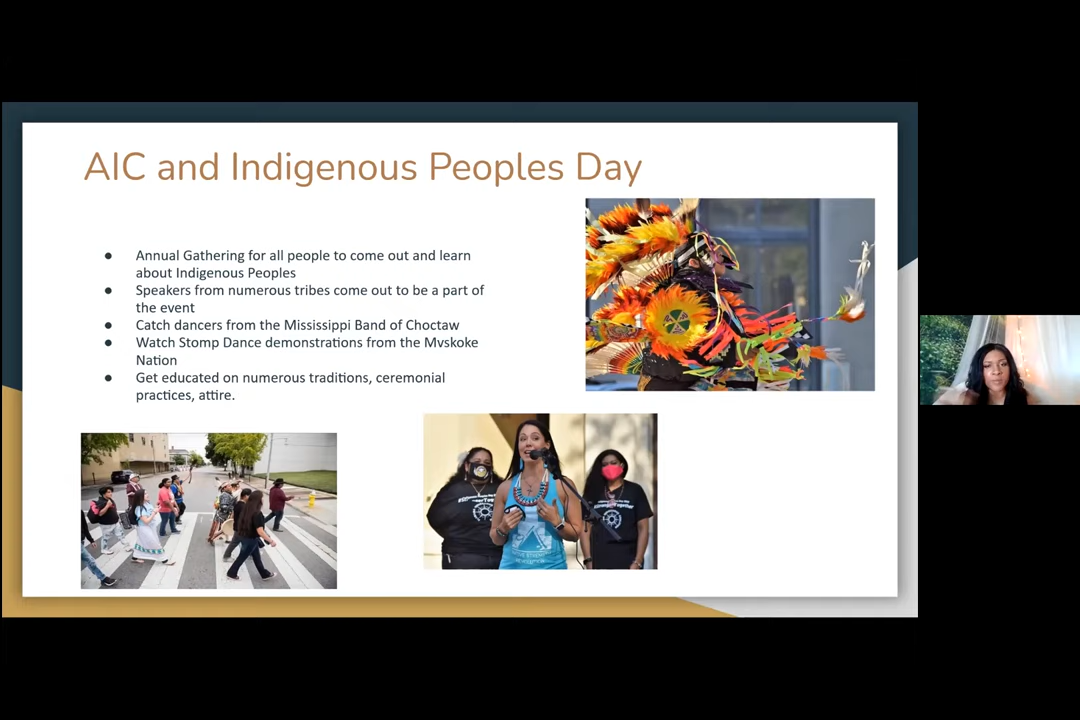 AIC and Indigenous Peoples Day
● Annual Gathering for all people to come out and learn
about Indigenous Peoples
● Speakers from numerous tribes come out to be a part of
the event
● Catch dancers from the Mississippi Band of Choctaw
● Watch Stomp Dance demonstrations from the Mvskoke
Nation
● Get educated on numerous traditions, ceremonial
practices, attire.